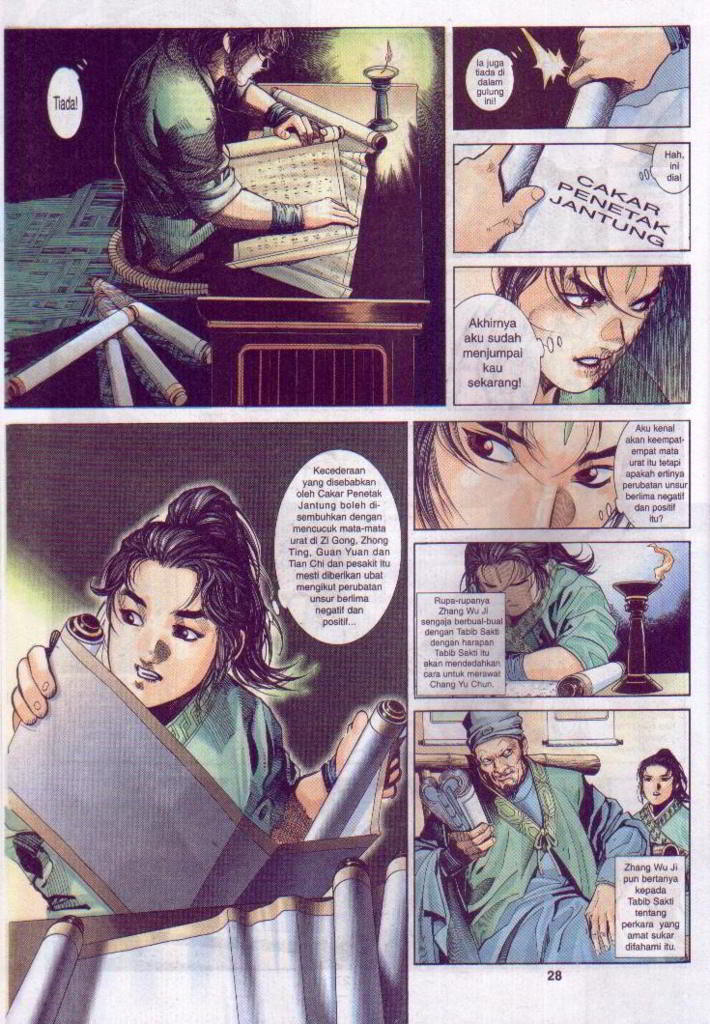 Tiada!
Ia juga
tiada di
dalam
gulung
ini!
Hah,
ini
dia!
CAKAR
PENETAK
JANTUNG
Akhirnya
aku sudah
menjumpai
kau
sekarang!
Kecederaan
yang disebabkan
oleh Cakar Penetak
Jantung boleh di-
sembuhkan dengan
mencucuk mata-mata
urat di Zi Gong, Zhong
Ting, Guan Yuan dan
Tian Chi dan pesakit itu
mesti diberikan ubat
mengikut perubatan
unsur berlima
negatif dan
positif...
Aku kenal
akan keempat-
empat mata
urat itu tetapi
apakah ertinya
perubatan unsur
berlima negatif
dan positif
itu?
Rupa-rupanya
Zhang Wu Ji
sengaja berbual-bual
dengan Tabib Sakti
dengan harapan
Tabib Sakti itu
akan mendedahkan
cara untuk merawat
Chang Yu Chun.
Zhang Wu Ji
pun bertanya
kepada
Tabib Sakti
tentang
perkara yang
amat sukar
difahami itu.
28